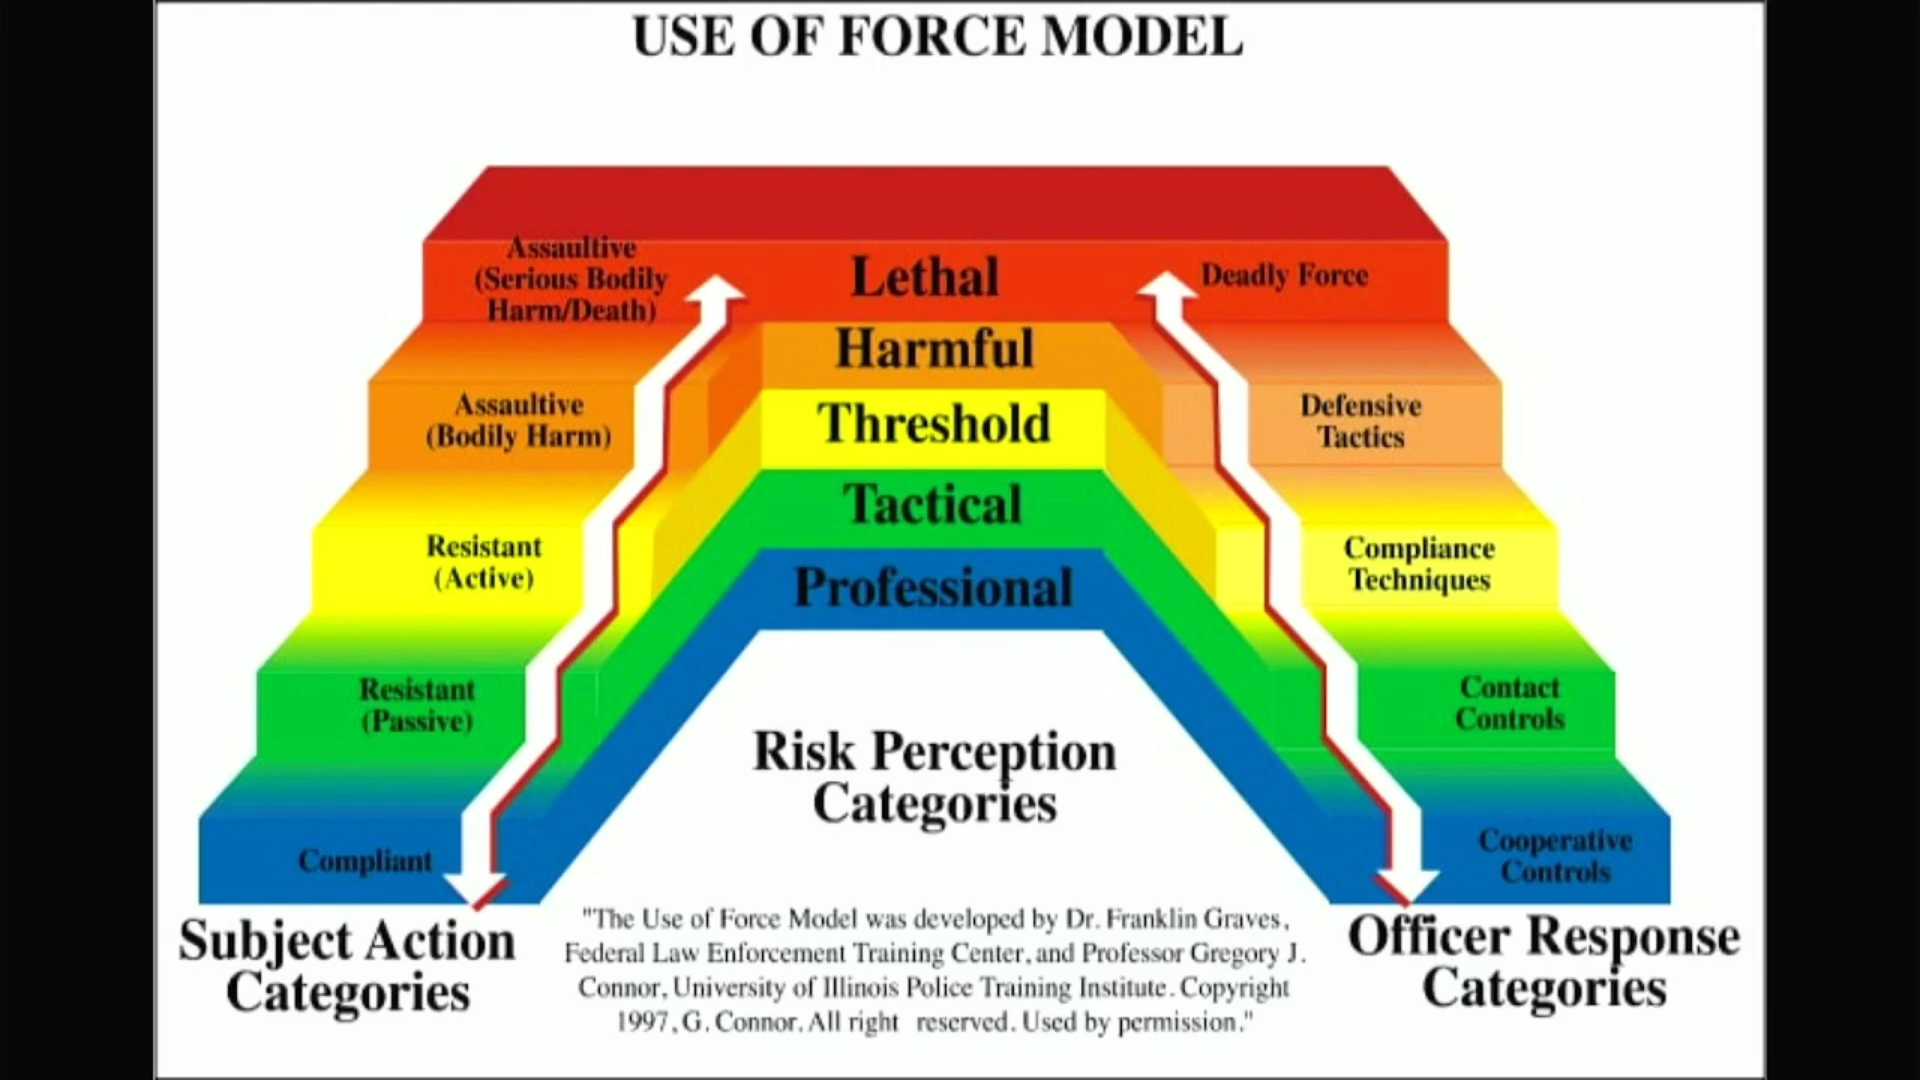 USE OF FORCE MODEL
Assaultive
(Serious Bodily
Harm/Death)
Lethal
Deadly Force
Harmful
Assaultive
(Bodily Harm)
Threshold
Defensive
Tactics
Tactical
Resistant
(Active)
Compliance
Techniques
Professional
Resistant
(Passive)
Contact
Controls
Risk Perception
Categories
Compliant
Cooperative
Controls
Subject Action
Categories
"The Use of Force Model was developed by Dr. Franklin Graves,
Federal Law Enforcement Training Center, and Professor Gregory J.
Connor, University of Illinois Police Training Institute. Copyright
1997, G. Connor. All right reserved. Used by permission."
Officer Response
Categories